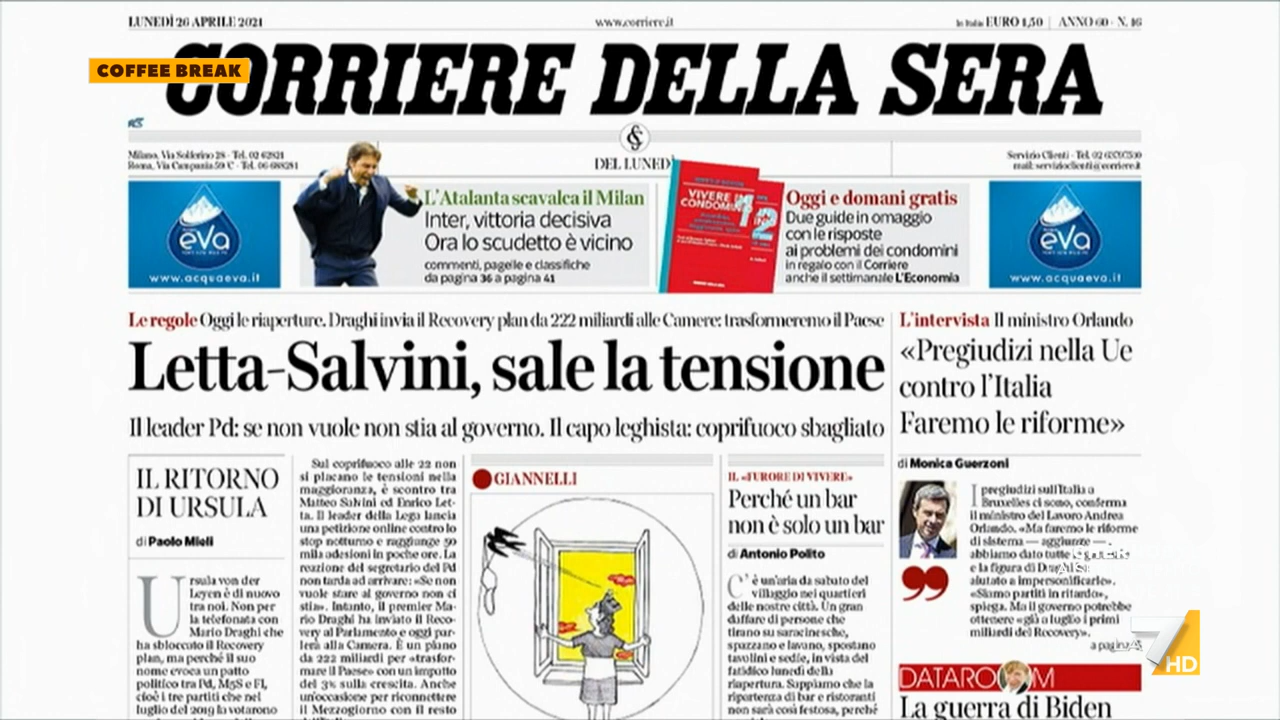 LUNEDÌ 26 APRILE 2021
www.corriere.it
In Italia EURO 1,50 ANNO 60 - N. 16
COFFEE BREAK
CORRIERE DELLA SERA
Milano, Via Solferino 28 - Tel. 02 62821
Roma, Via Campania 59/C - Tel. 06 688281
DEL LUNEDÌ
Servizio Clienti - Tel. 02 63797510
mail: servizioclienti@corriere.it
eva
www.acquaeva.it
L'Atalanta scavalca il Milan
Inter, vittoria decisiva
Ora lo scudetto è vicino
commenti, pagelle e classifiche
da pagina 36 a pagina 41
VIVERE IN
CONDOMINIO
1
2
Oggi e domani gratis
Due guide in omaggio
con le risposte
ai problemi dei condomini
in regalo con il Corriere
anche il settimanale L'Economia
eva
www.acquaeva.it
Le regole Oggi le riaperture. Draghi invia il Recovery plan da 222 miliardi alle Camere: trasformeremo il Paese
Letta-Salvini, sale la tensione
Il leader Pd: se non vuole non stia al governo. Il capo leghista: coprifuoco sbagliato
IL RITORNO
DI URSULA
di Paolo Mieli
Ursula von der
Leyen è di nuovo
tra noi. Non per
la telefonata con
Mario Draghi che
ha sbloccato il Recovery
plan, ma perché il suo
nome evoca un patto
politico tra Pd, M5S e FI,
cioè i tre partiti che nel
luglio del 2019 la votarono
Sul coprifuoco alle 22 non
si placano le tensioni nella
maggioranza, è scontro tra
Matteo Salvini ed Enrico Let-
ta. Il leader della Lega lancia
una petizione online contro lo
stop notturno e raggiunge 50
mila adesioni in poche ore. La
reazione del segretario del Pd
non tarda ad arrivare: «Se non
vuole stare al governo non ci
stia». Intanto, il premier Ma-
rio Draghi ha inviato il Reco-
very al Parlamento e oggi par-
lerà alla Camera. È un piano
da 222 miliardi per «trasfor-
mare il Paese» con un impatto
del 3% sulla crescita. Anche
un'occasione per riconnettere
il Mezzogiorno con il resto
GIANNELLI
IL «FURORE DI VIVERE»
Perché un bar
non è solo un bar
di Antonio Polito
C'è un'aria da sabato del
villaggio nei quartieri
delle nostre città. Un gran
daffare di persone che
tirano su saracinesche,
spazzano e lavano, spostano
tavolini e sedie, in vista del
fatidico lunedì della
riapertura. Sappiamo che la
ripartenza di bar e ristoranti
non sarà così festosa, perché
L'intervista Il ministro Orlando
«Pregiudizi nella Ue
contro l'Italia
Faremo le riforme»
di Monica Guerzoni
I pregiudizi sull'Italia a
Bruxelles ci sono, conferma
il ministro del Lavoro Andrea
Orlando. «Ma faremo le riforme
di sistema — aggiunge —
abbiamo dato tutte
e la figura di
aiutato a impersonificarle».
«Siamo partiti in ritardo»,
spiega. Ma il governo potrebbe
ottenere «già a luglio i primi
miliardi del Recovery».
a pagina
7 HD
DATAROOM
La guerra di Biden